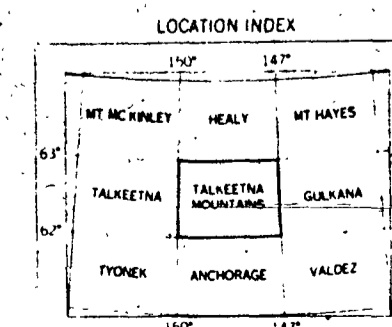 LOCATION INDEX
150° 147°
MT. MC KINLEY HEALY MT HAYES
63°
TALKEETNA TALKEETNA MOUNTAINS GULKANA
62°
TYONEK ANCHORAGE VALDEZ
150° 147°